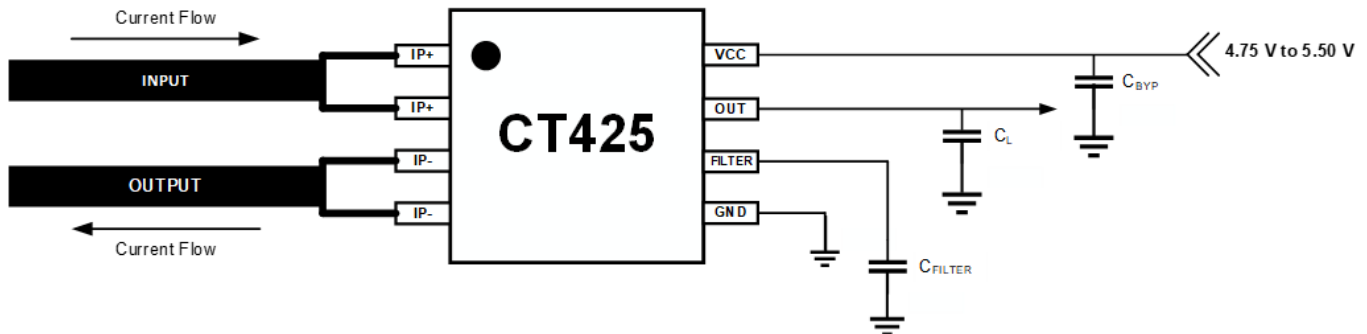 Current Flow
INPUT
IP+
IP+
IP-
IP-
OUTPUT
Current Flow
CT425
VCC
OUT
FILTER
GND
4.75 V to 5.50 V
CBYP
CL
CFILTER